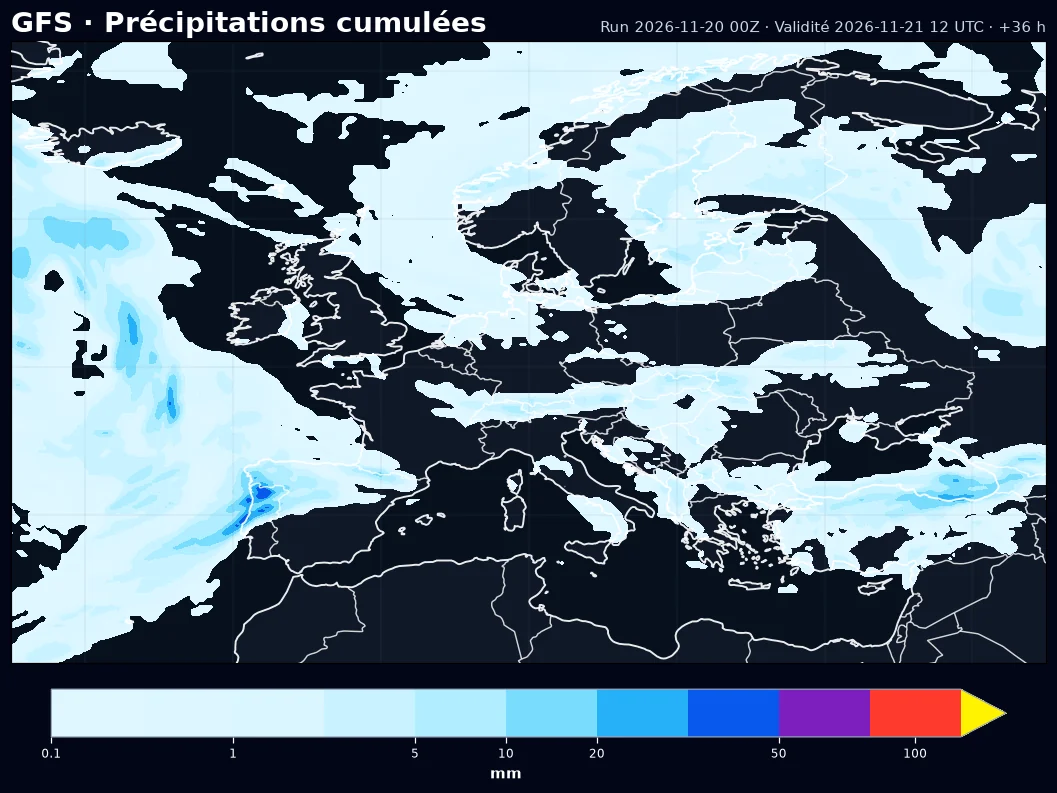 GFS · Précipitations cumulées
Run 2026-11-20 00Z · Validité 2026-11-21 12 UTC · +36 h
0.1 1 5 10 20 50 100
mm